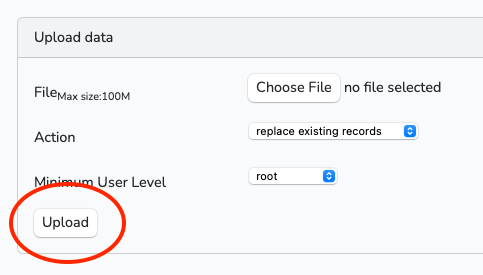 Upload data
File Max size:100M Choose File no file selected
Action replace existing records
Minimum User Level root
Upload